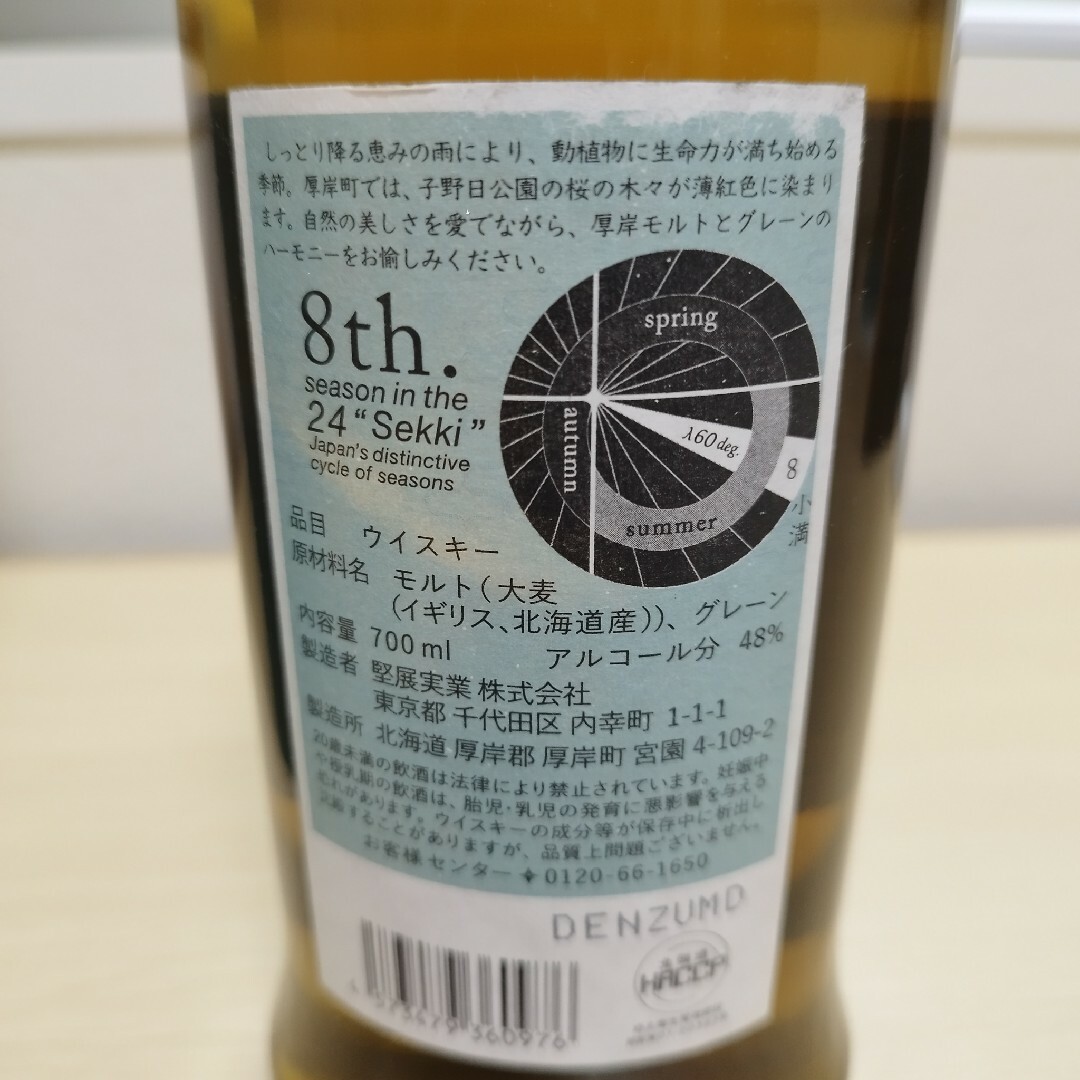 しっとり降る恵みの雨により、動植物に生命力が満ち始める
季節。厚岸町では、子野日公園の桜の木々が薄紅色に染まり
ます。自然の美しさを愛でながら、厚岸モルトとグレーンの
ハーモニーをお愉しみください。
8th.
season in the
24 “Sekki”
Japan's distinctive
cycle of seasons
spring
autumn
λ60 deg.
8
小満
summer
品目 ウイスキー
原材料名 モルト(大麦
(イギリス、北海道産))、グレーン
内容量 700 ml アルコール分 48%
製造者 堅展実業 株式会社
東京都 千代田区 内幸町 1-1-1
製造所 北海道 厚岸郡 厚岸町 宮園 4-109-2
20歳未満の飲酒は法律により禁止されています。妊娠中
や授乳期の飲酒は、胎児・乳児の発育に悪影響を与える
恐れがあります。ウイスキーの成分等が保存中に析出し
沈殿することがありますが、品質上問題ございません。
お客様センター 0120-66-1650
DENZUMD
北海道
HACCP
4 573479 560976